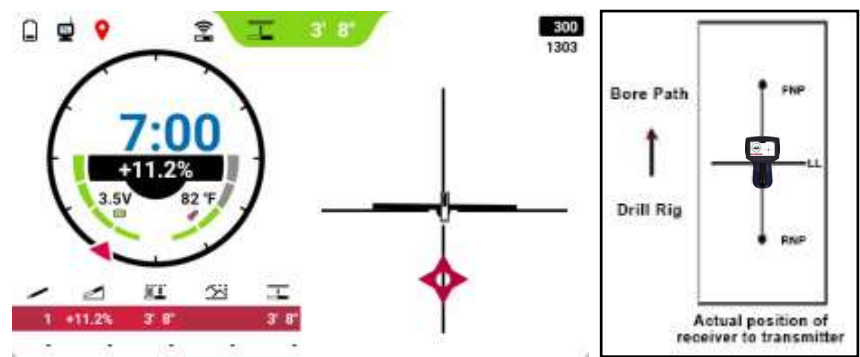 3' 8"
300
1303
7:00
+11.2%
3.5V 82 °F
1 +11.2% 3' 8" 3' 8"
- - - - -
Bore Path
Drill Rig
FNP
LL
RNP
Actual position of
receiver to transmitter